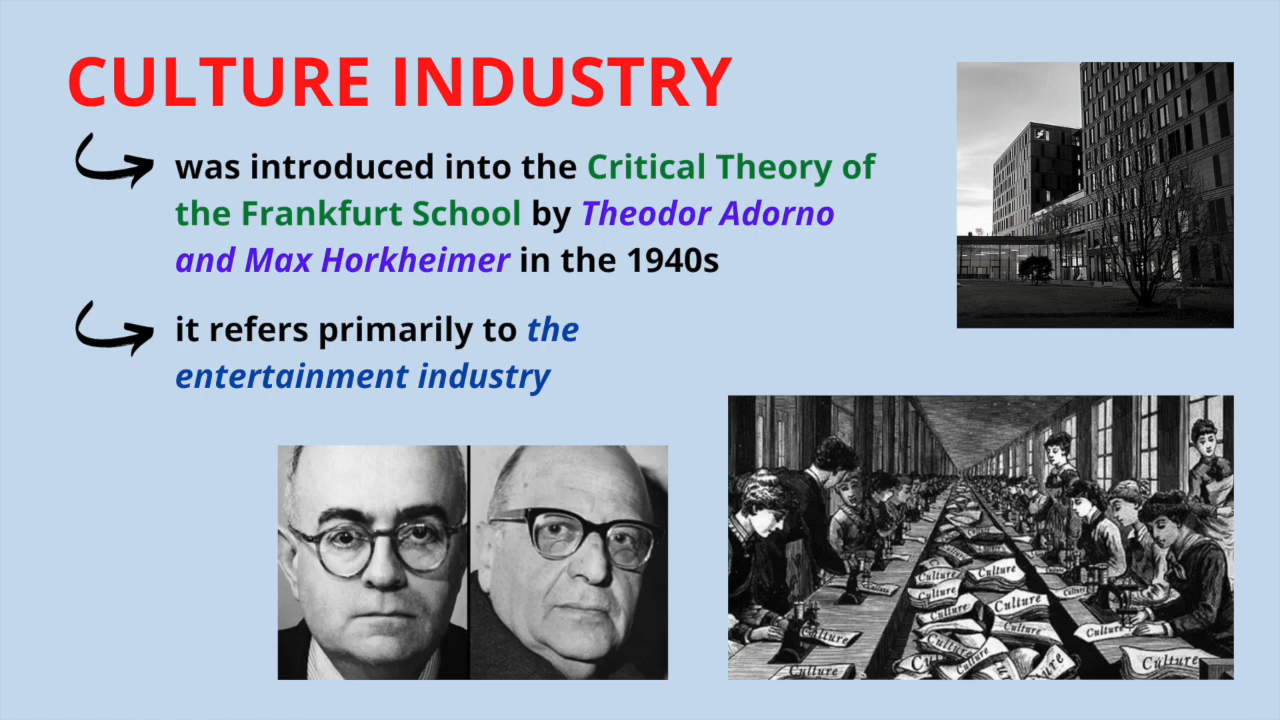 CULTURE INDUSTRY
was introduced into the Critical Theory of
the Frankfurt School by Theodor Adorno
and Max Horkheimer in the 1940s
it refers primarily to the
entertainment industry
Culture
Culture
Culture
Culture
Culture
Culture
Culture
Culture
Culture
Culture
Culture
Culture